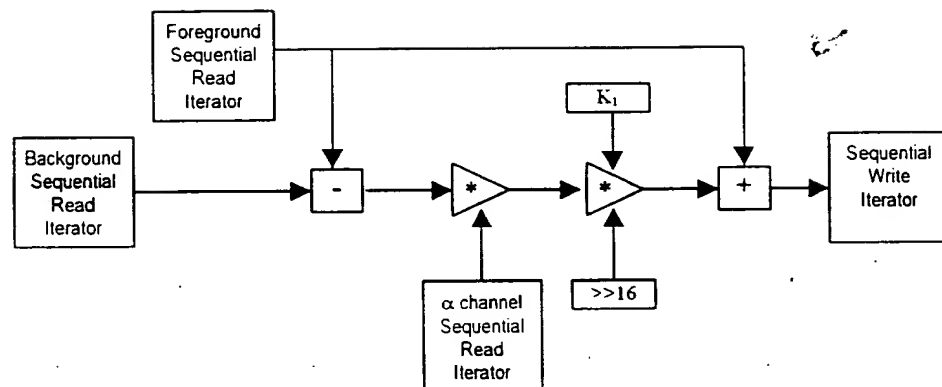 Foreground
Sequential
Read
Iterator
K₁
Background
Sequential
Read
Iterator
-
*
*
+
Sequential
Write
Iterator
α channel
Sequential
Read
Iterator
>>16